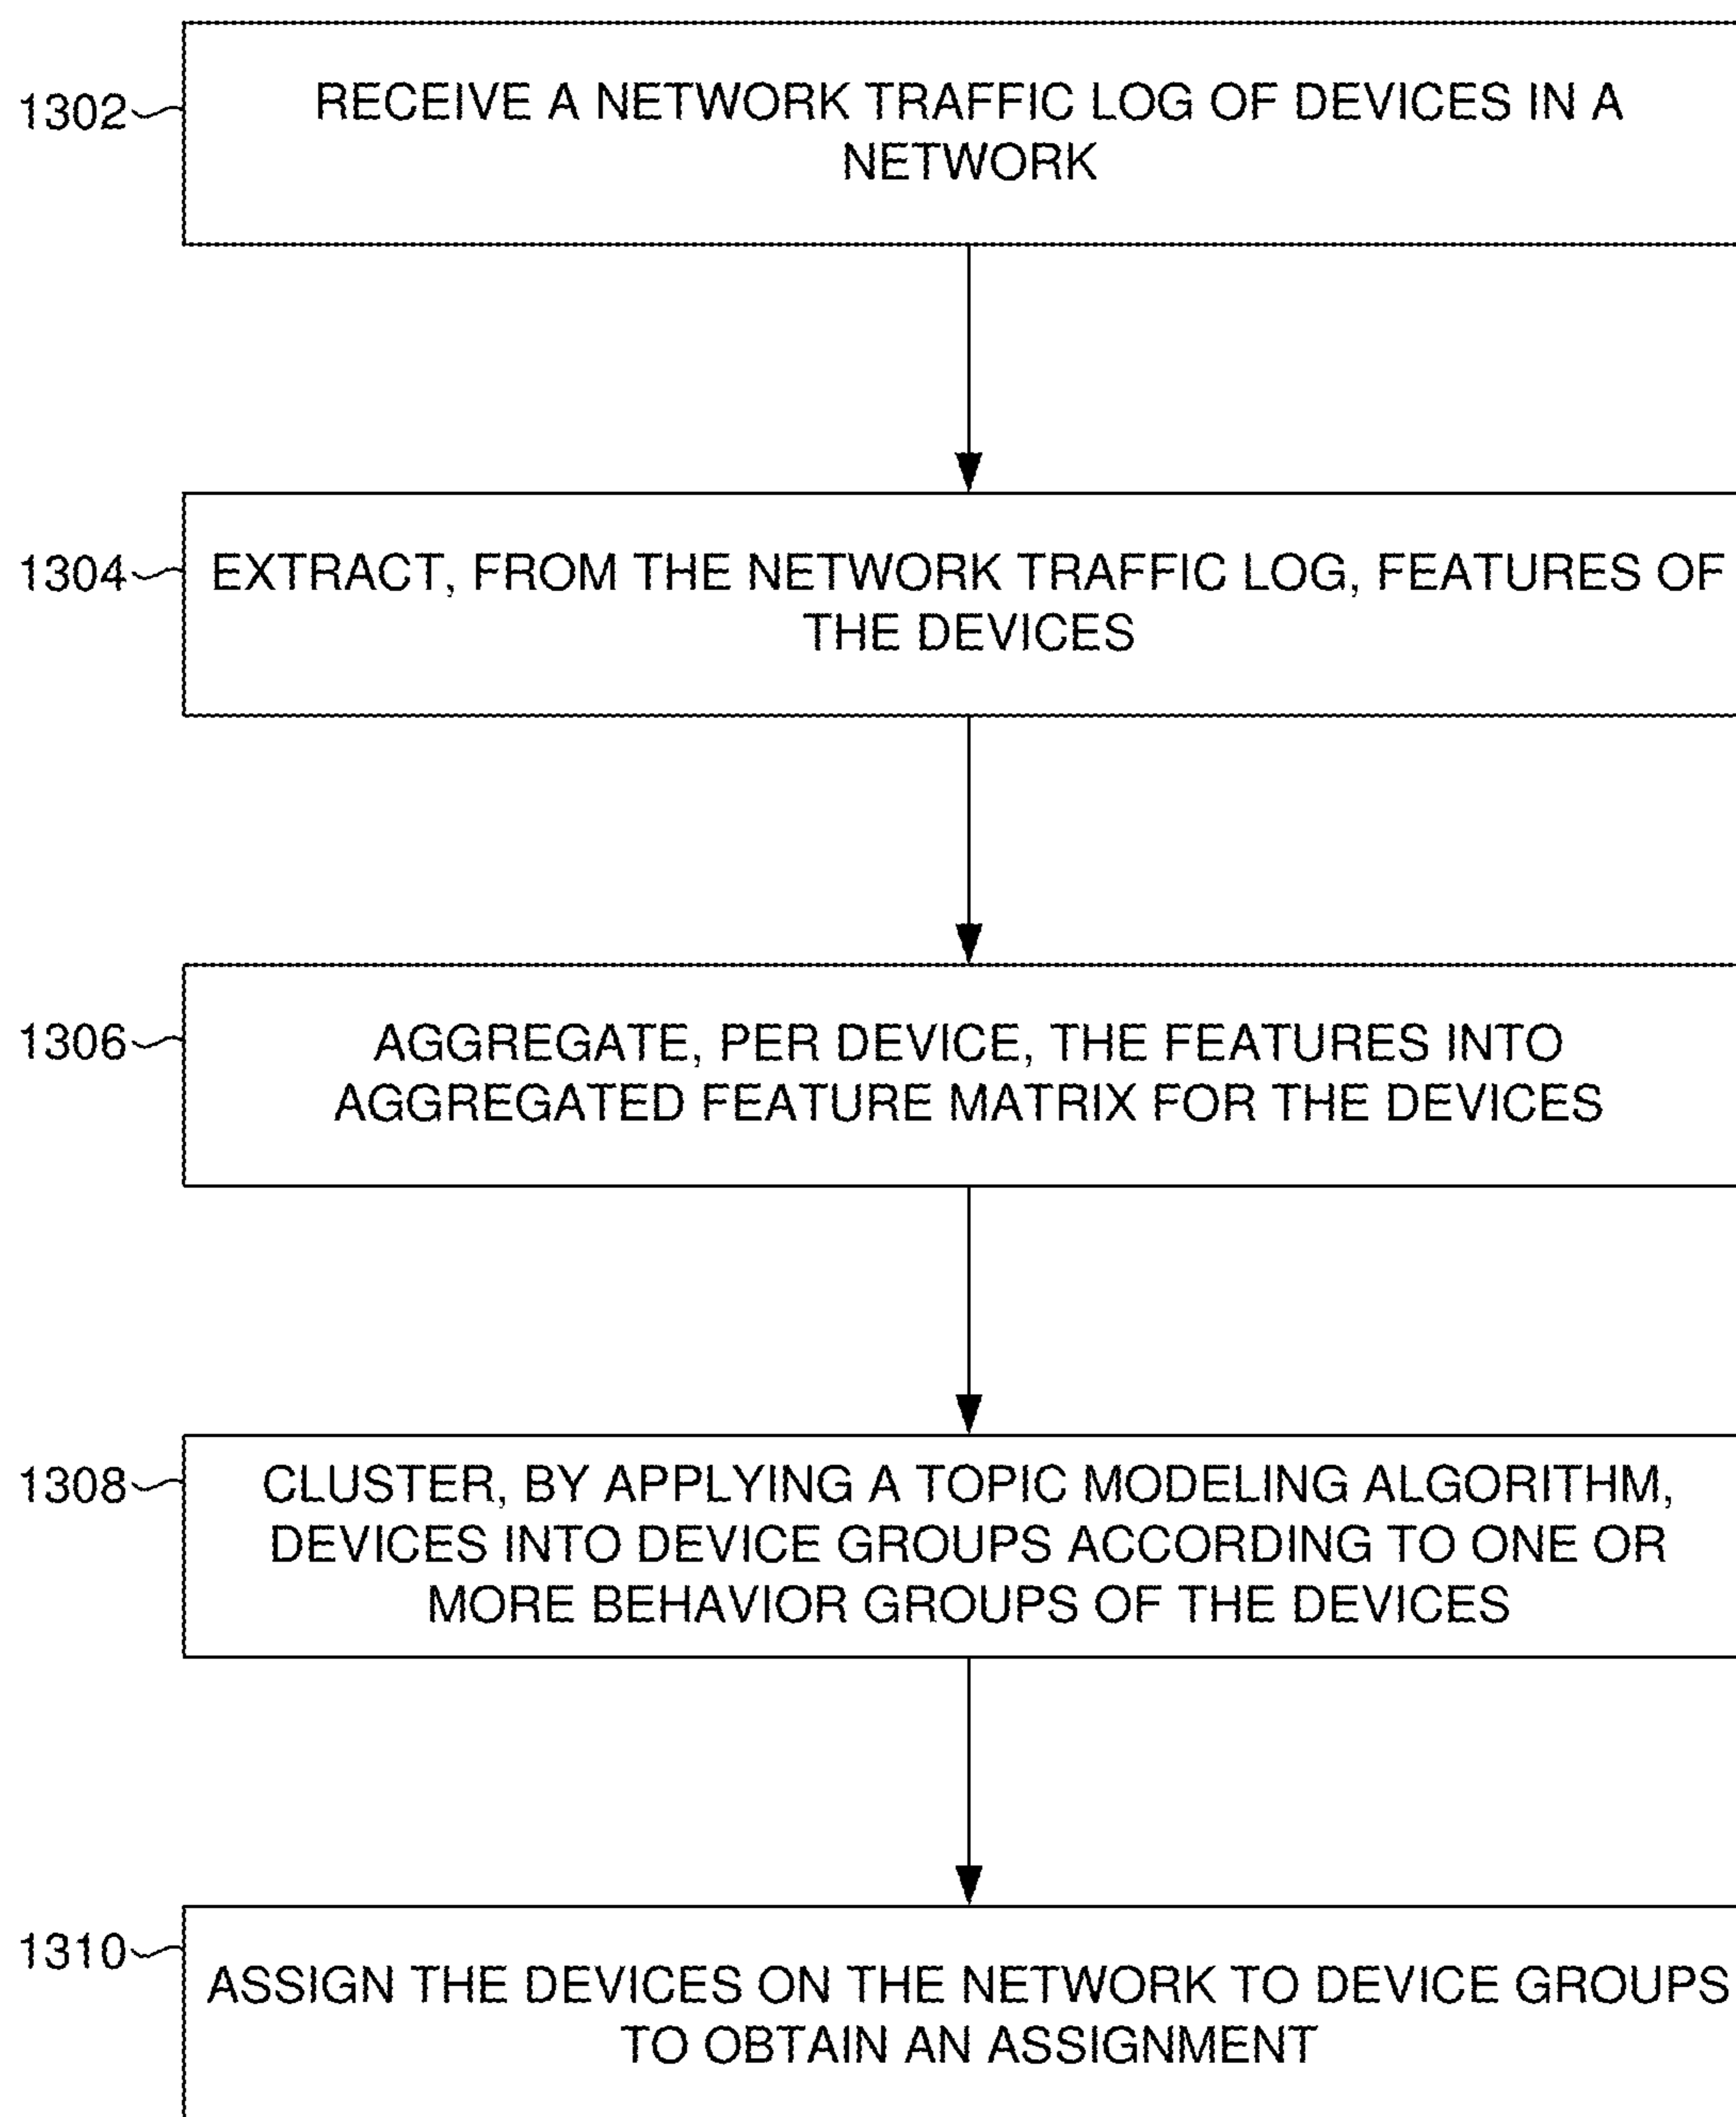 1302
RECEIVE A NETWORK TRAFFIC LOG OF DEVICES IN A
NETWORK
1304
EXTRACT, FROM THE NETWORK TRAFFIC LOG, FEATURES OF
THE DEVICES
1306
AGGREGATE, PER DEVICE, THE FEATURES INTO
AGGREGATED FEATURE MATRIX FOR THE DEVICES
1308
CLUSTER, BY APPLYING A TOPIC MODELING ALGORITHM,
DEVICES INTO DEVICE GROUPS ACCORDING TO ONE OR
MORE BEHAVIOR GROUPS OF THE DEVICES
1310
ASSIGN THE DEVICES ON THE NETWORK TO DEVICE GROUPS
TO OBTAIN AN ASSIGNMENT